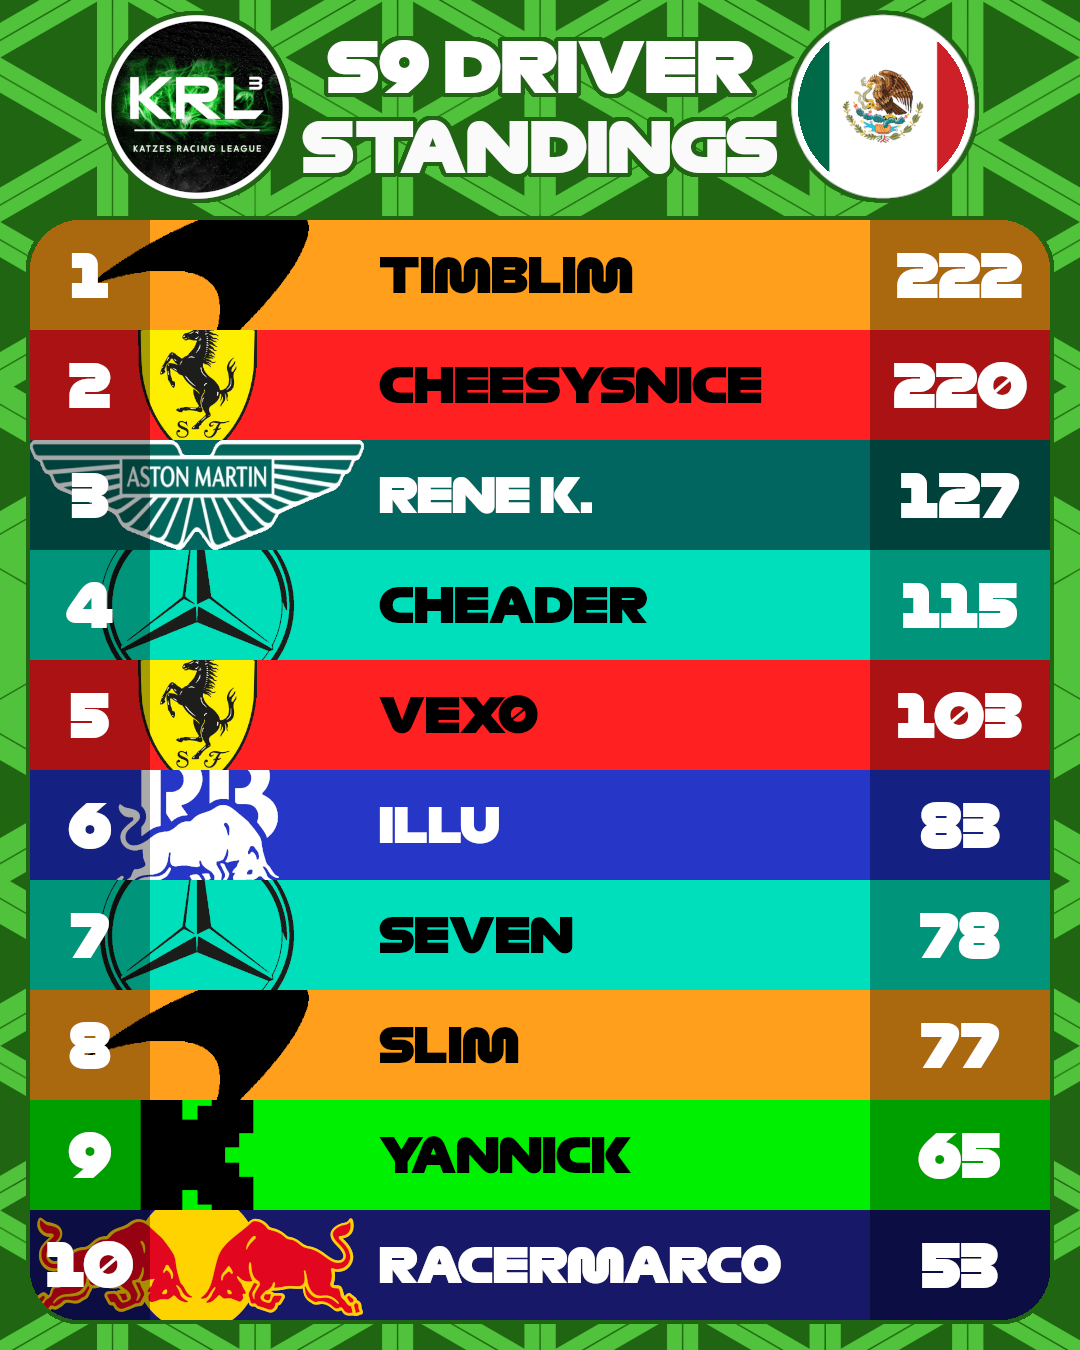 KRL3
KATZES RACING LEAGUE
S9 DRIVER
STANDINGS
1 TIMBLIM 222
2 S F CHEESYSNICE 220
3 ASTON MARTIN RENE K. 127
4 CHEADER 115
5 S F VEXO 103
6 RB ILLU 83
7 SEVEN 78
8 SLIM 77
9 YANNICK 65
10 RACERMARCO 53